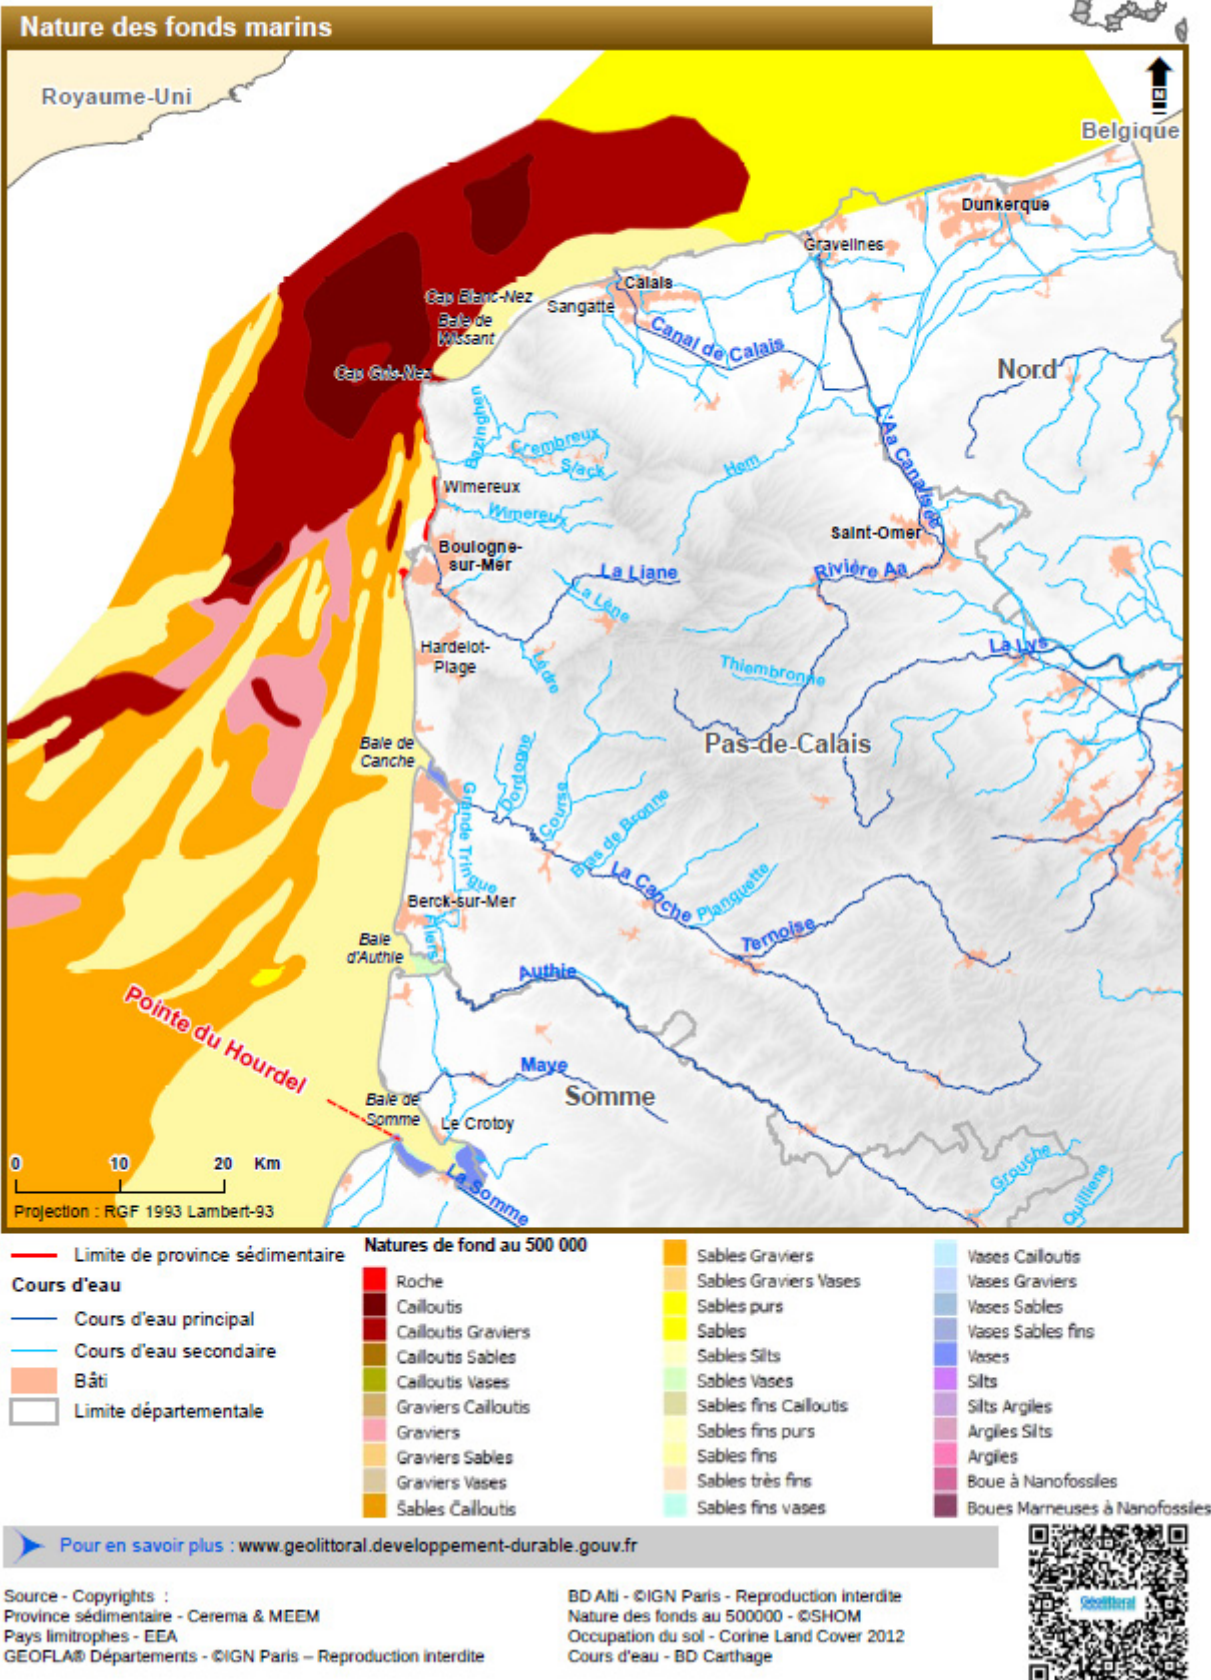 Nature des fonds marins
Royaume-Uni
N
Belgique
Dunkerque
Gravelines
Calais
Cap Blanc-Nez
Sangatte
Baie de
Wissant
Canal de Calais
Cap Gris-Nez
Nord
Bazinghen
L'Aa Canalisée
Crembreux
Slack
Hem
Wimereux
Wimereux
Saint-Omer
Boulogne-
sur-Mer
La Liane
Rivière Aa
La Lène
Hardelot-
Plage
La Lys
Lédre
Thiembronne
Pas-de-Calais
Baie de
Canche
Dordogne
Course
Grande Tringue
Bras de Bronne
La Canche
Planquette
Berck-sur-Mer
Fliers
Ternoise
Baie
d'Authie
Authie
Pointe du Hourdel
Maye
Somme
Baie de
Somme
Le Crotoy
Grouche
Quilliene
La Somme
0 10 20 Km
Projection : RGF 1993 Lambert-93
Limite de province sédimentaire
Cours d'eau
Cours d'eau principal
Cours d'eau secondaire
Bâti
Limite départementale
Natures de fond au 500 000
Roche
Cailloutis
Cailloutis Graviers
Cailloutis Sables
Cailloutis Vases
Graviers Cailloutis
Graviers
Graviers Sables
Graviers Vases
Sables Cailloutis
Sables Graviers
Sables Graviers Vases
Sables purs
Sables
Sables Silts
Sables Vases
Sables fins Cailloutis
Sables fins purs
Sables fins
Sables très fins
Sables fins vases
Vases Cailloutis
Vases Graviers
Vases Sables
Vases Sables fins
Vases
Silts
Silts Argiles
Argiles Silts
Argiles
Boue à Nanofossiles
Boues Marneuses à Nanofossiles
Pour en savoir plus : www.geolittoral.developpement-durable.gouv.fr
Source - Copyrights :
Province sédimentaire - Cerema & MEEM
Pays limitrophes - EEA
GEOFLA® Départements - ©IGN Paris – Reproduction interdite
BD Alti - ©IGN Paris - Reproduction interdite
Nature des fonds au 500000 - ©SHOM
Occupation du sol - Corine Land Cover 2012
Cours d'eau - BD Carthage
Géolittoral